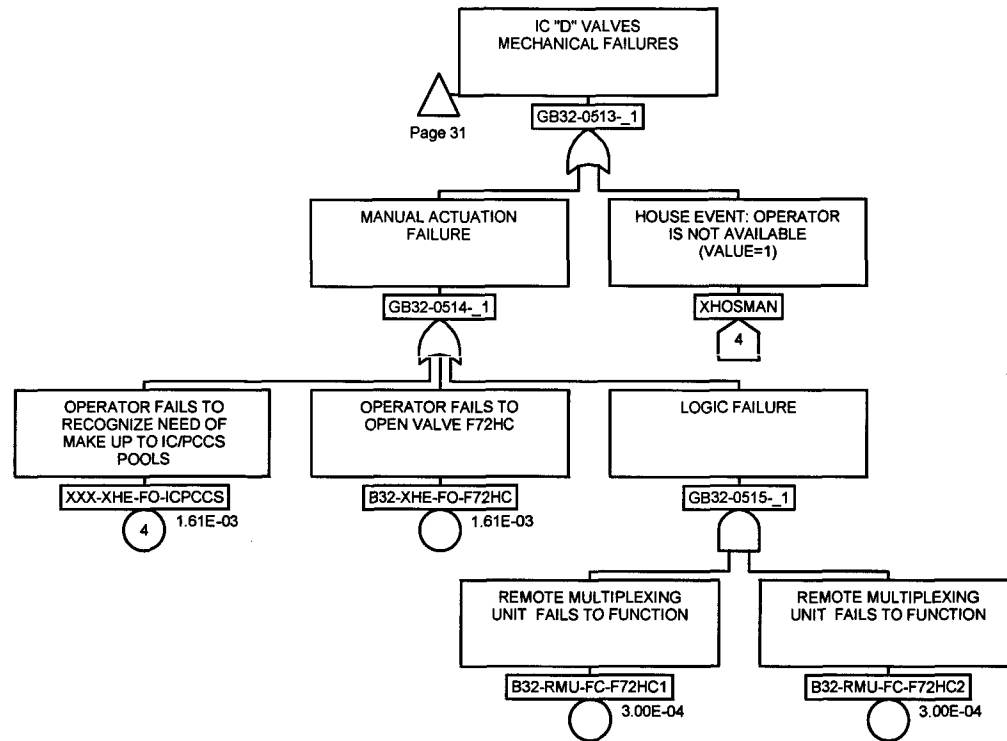 IC "D" VALVES
MECHANICAL FAILURES
Page 31
GB32-0513-_1
MANUAL ACTUATION
FAILURE
HOUSE EVENT: OPERATOR
IS NOT AVAILABLE
(VALUE=1)
GB32-0514-_1
XHOSMAN
4
OPERATOR FAILS TO
RECOGNIZE NEED OF
MAKE UP TO IC/PCCS
POOLS
OPERATOR FAILS TO
OPEN VALVE F72HC
LOGIC FAILURE
XXX-XHE-FO-ICPCCS
B32-XHE-FO-F72HC
GB32-0515-_1
4
1.61E-03
1.61E-03
REMOTE MULTIPLEXING
UNIT FAILS TO FUNCTION
REMOTE MULTIPLEXING
UNIT FAILS TO FUNCTION
B32-RMU-FC-F72HC1
B32-RMU-FC-F72HC2
3.00E-04
3.00E-04